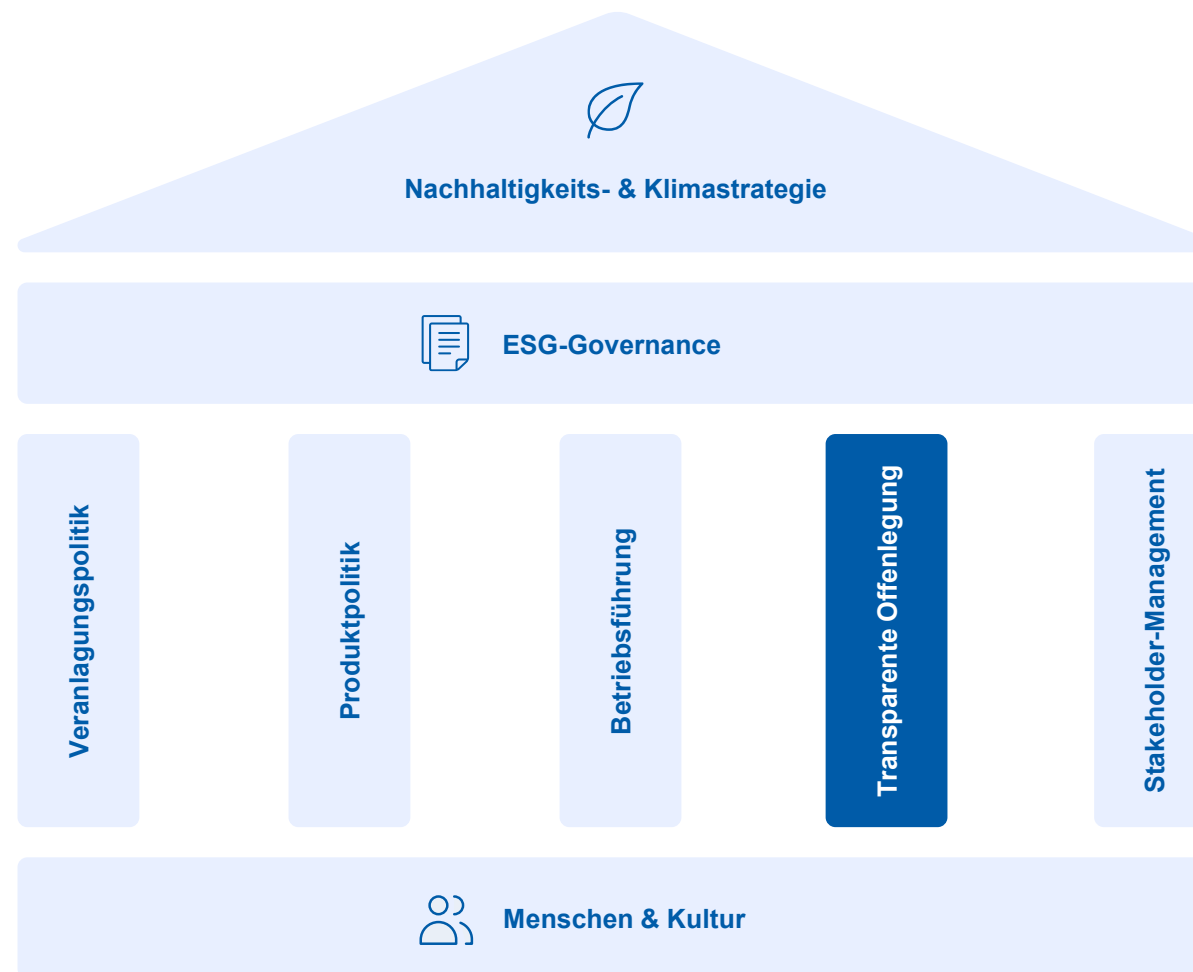 Nachhaltigkeits- & Klimastrategie
ESG-Governance
Veranlagungspolitik
Produktpolitik
Betriebsführung
Transparente Offenlegung
Stakeholder-Management
Menschen & Kultur